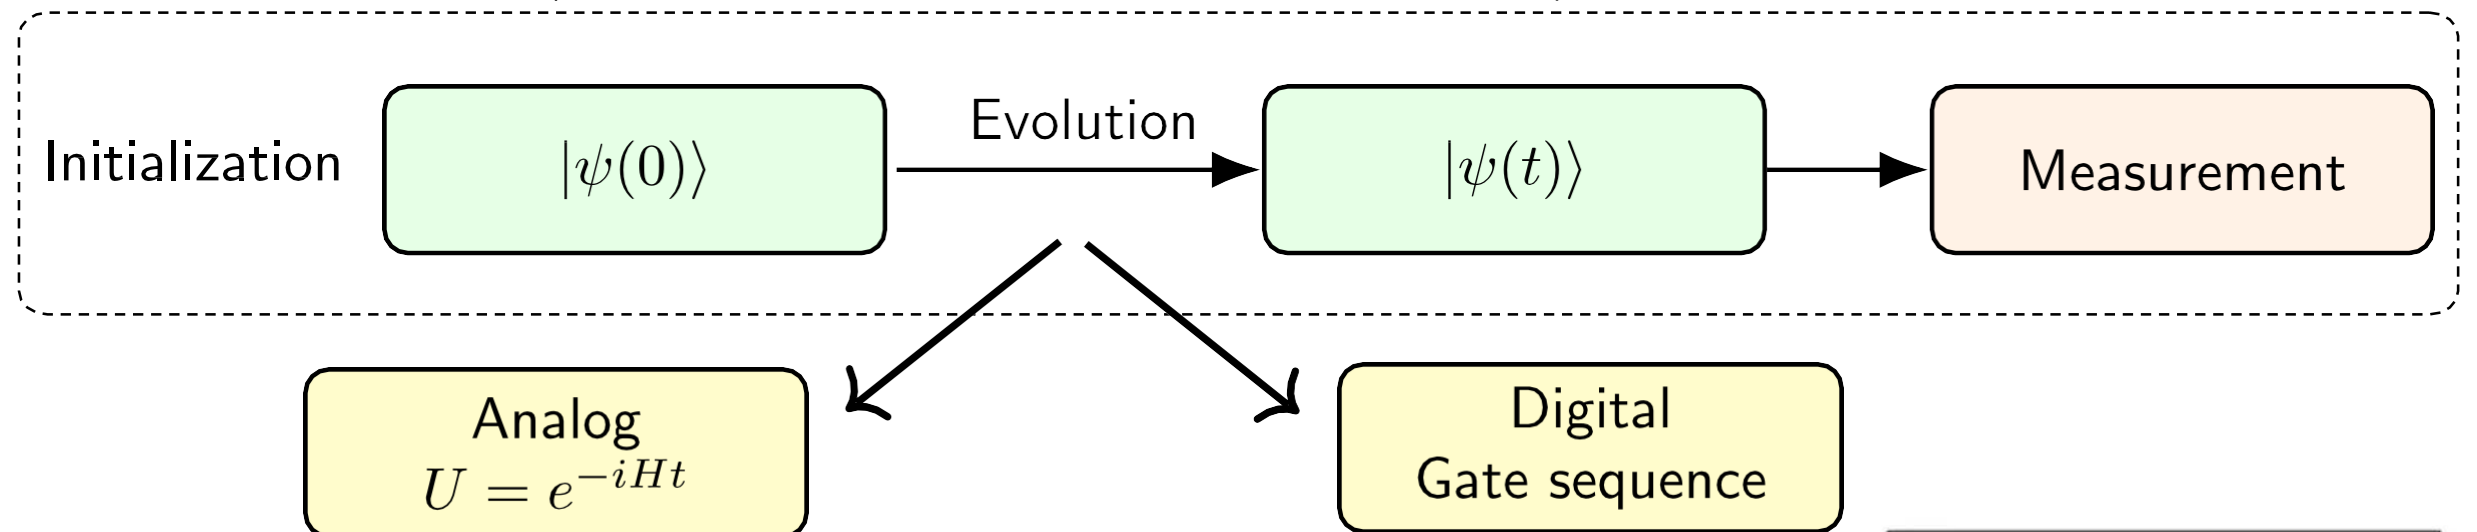 Evolution
Initialization |ψ(0)⟩ |ψ(t)⟩ Measurement
Analog
U = e^{-iHt}
Digital
Gate sequence